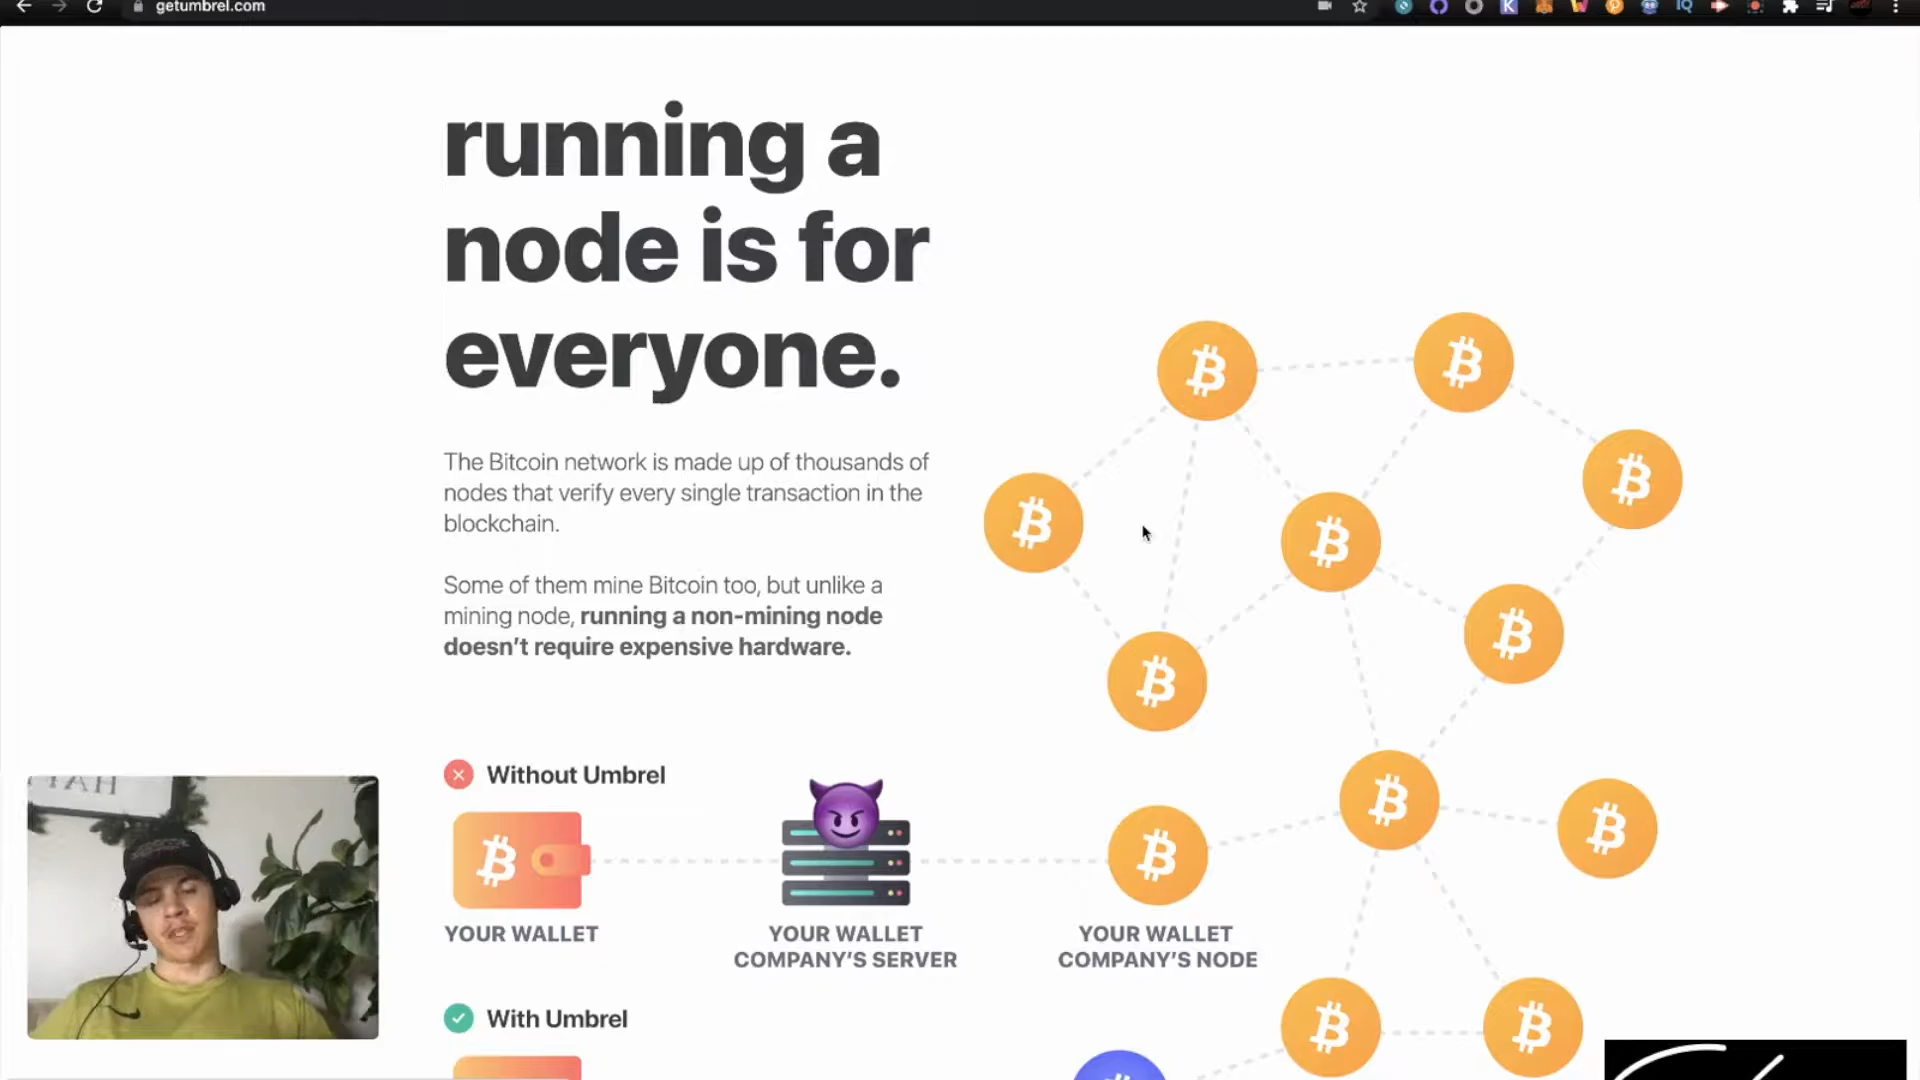 getumbrel.com
running a
node is for
everyone.
The Bitcoin network is made up of thousands of
nodes that verify every single transaction in the
blockchain.
Some of them mine Bitcoin too, but unlike a
mining node, running a non-mining node
doesn’t require expensive hardware.
Without Umbrel
YOUR WALLET
YOUR WALLET
COMPANY’S SERVER
YOUR WALLET
COMPANY’S NODE
With Umbrel